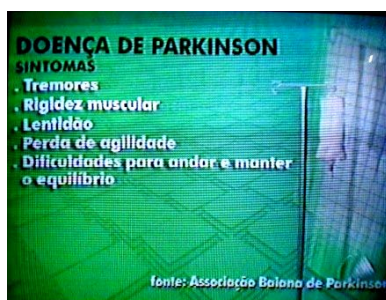 DOENÇA DE PARKINSON
SINTOMAS
. Tremores
. Rigidez muscular
. Lentidão
. Perda de agilidade
. Dificuldades para andar e manter
o equilíbrio
fonte: Associação Baiana de Parkinson